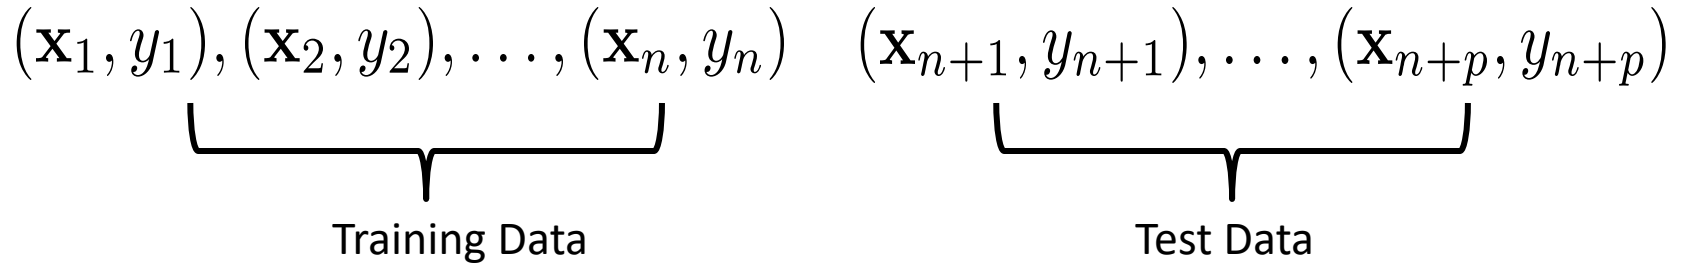 (x₁, y₁), (x₂, y₂), . . . , (xₙ, yₙ) (xₙ₊₁, yₙ₊₁), . . . , (xₙ₊ₚ, yₙ₊ₚ)
Training Data Test Data